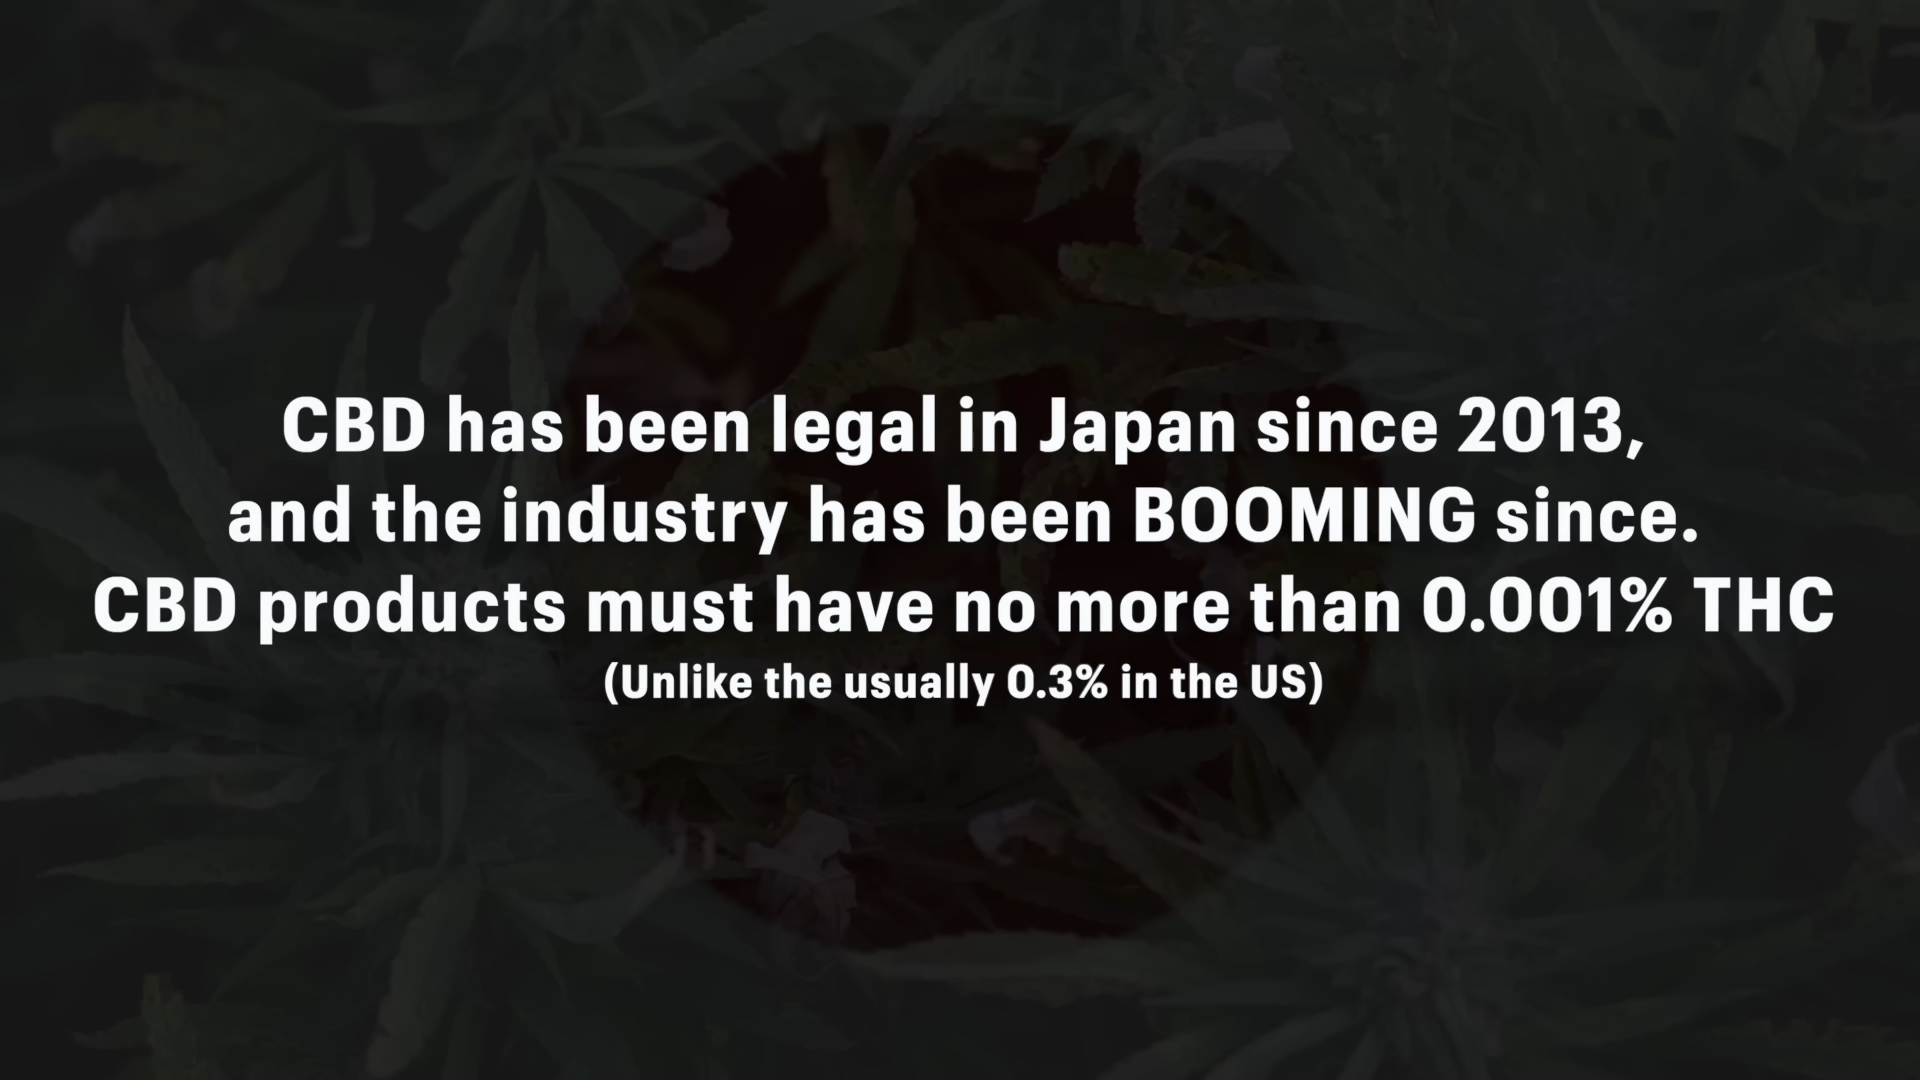 CBD has been legal in Japan since 2013,
and the industry has been BOOMING since.
CBD products must have no more than 0.001% THC
(Unlike the usually 0.3% in the US)